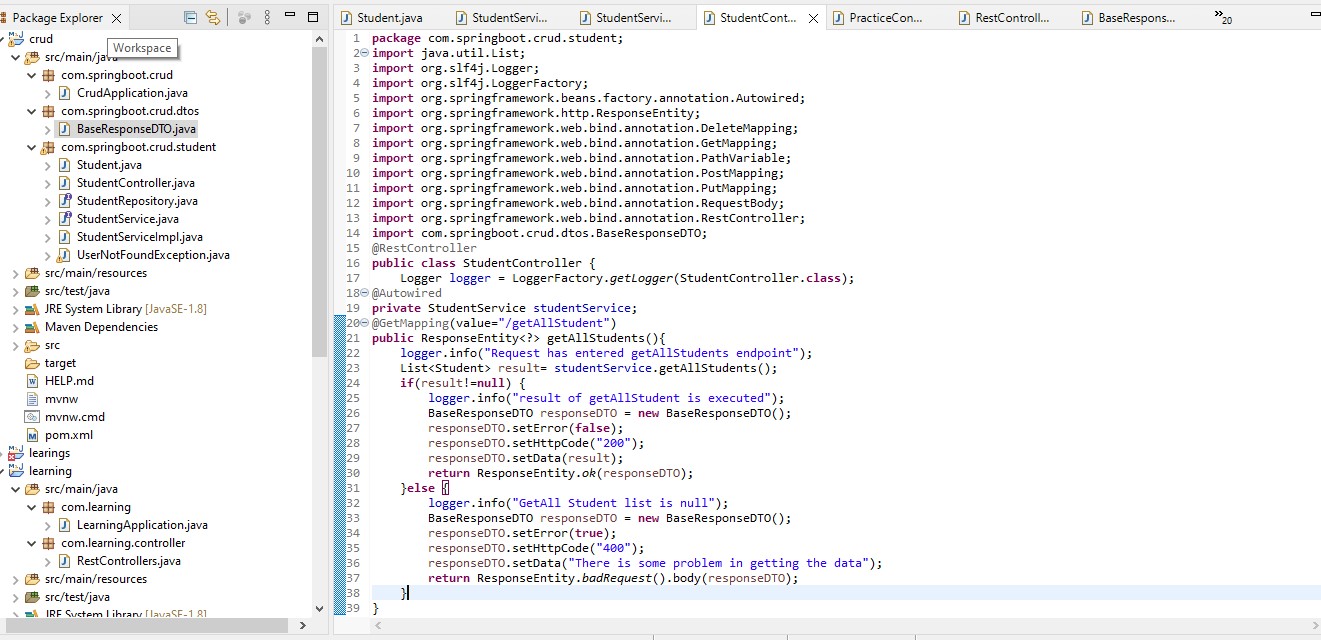 Package Explorer
Workspace
crud
src/main/java
com.springboot.crud
CrudApplication.java
com.springboot.crud.dtos
BaseResponseDTO.java
com.springboot.crud.student
Student.java
StudentController.java
StudentRepository.java
StudentService.java
StudentServiceImpl.java
UserNotFoundException.java
src/main/resources
src/test/java
JRE System Library [JavaSE-1.8]
Maven Dependencies
src
target
HELP.md
mvnw
mvnw.cmd
pom.xml
learings
learning
src/main/java
com.learning
LearningApplication.java
com.learning.controller
RestControllers.java
src/main/resources
src/test/java
JRE System Library [JavaSE-1.8]
Student.java StudentServi... StudentServi... StudentCont... PracticeCon... RestControll... BaseRespons... 20
1 package com.springboot.crud.student;
2 import java.util.List;
3 import org.slf4j.Logger;
4 import org.slf4j.LoggerFactory;
5 import org.springframework.beans.factory.annotation.Autowired;
6 import org.springframework.http.ResponseEntity;
7 import org.springframework.web.bind.annotation.DeleteMapping;
8 import org.springframework.web.bind.annotation.GetMapping;
9 import org.springframework.web.bind.annotation.PathVariable;
10 import org.springframework.web.bind.annotation.PostMapping;
11 import org.springframework.web.bind.annotation.PutMapping;
12 import org.springframework.web.bind.annotation.RequestBody;
13 import org.springframework.web.bind.annotation.RestController;
14 import com.springboot.crud.dtos.BaseResponseDTO;
15 @RestController
16 public class StudentController {
17 Logger logger = LoggerFactory.getLogger(StudentController.class);
18 @Autowired
19 private StudentService studentService;
20 @GetMapping(value="/getAllStudent")
21 public ResponseEntity<?> getAllStudents(){
22 logger.info("Request has entered getAllStudents endpoint");
23 List<Student> result= studentService.getAllStudents();
24 if(result!=null) {
25 logger.info("result of getAllStudent is executed");
26 BaseResponseDTO responseDTO = new BaseResponseDTO();
27 responseDTO.setError(false);
28 responseDTO.setHttpCode("200");
29 responseDTO.setData(result);
30 return ResponseEntity.ok(responseDTO);
31 }else {
32 logger.info("GetAll Student list is null");
33 BaseResponseDTO responseDTO = new BaseResponseDTO();
34 responseDTO.setError(true);
35 responseDTO.setHttpCode("400");
36 responseDTO.setData("There is some problem in getting the data");
37 return ResponseEntity.badRequest().body(responseDTO);
38 }
39 }